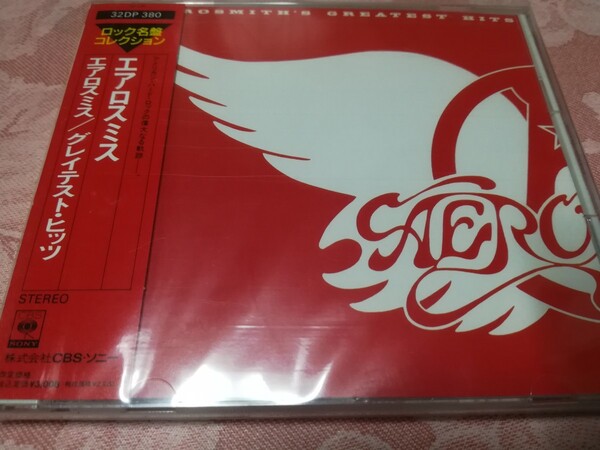 32DP 380
ロック名盤
コレクション
エアロスミス
エアロスミス/グレイテスト・ヒッツ
STEREO
CBS
SONY
株式会社CBS・ソニー
OSMITH'S GREATEST HITS
AERO